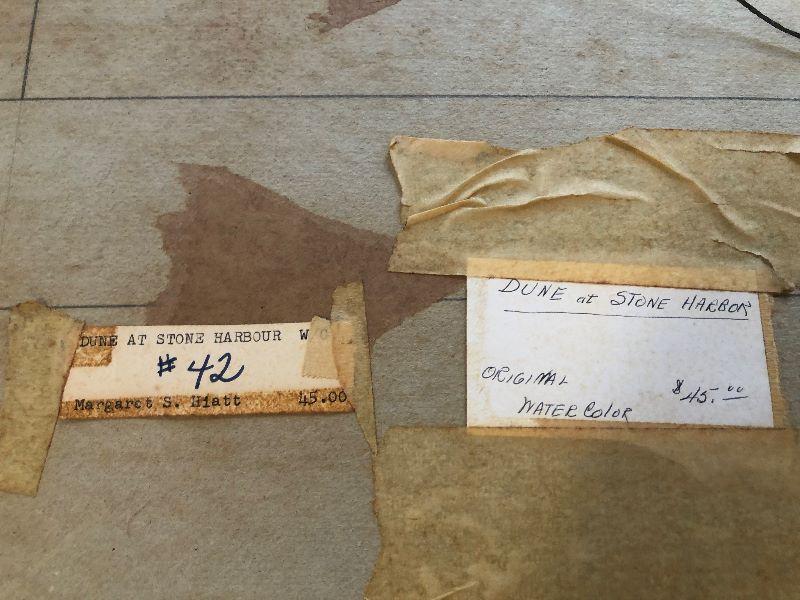 DUNE AT STONE HARBOUR W/C
# 42
Margaret S. Hiatt 45.00
DUNE at STONE HARBOR
ORIGINAL
WATER COLOR
$45.00